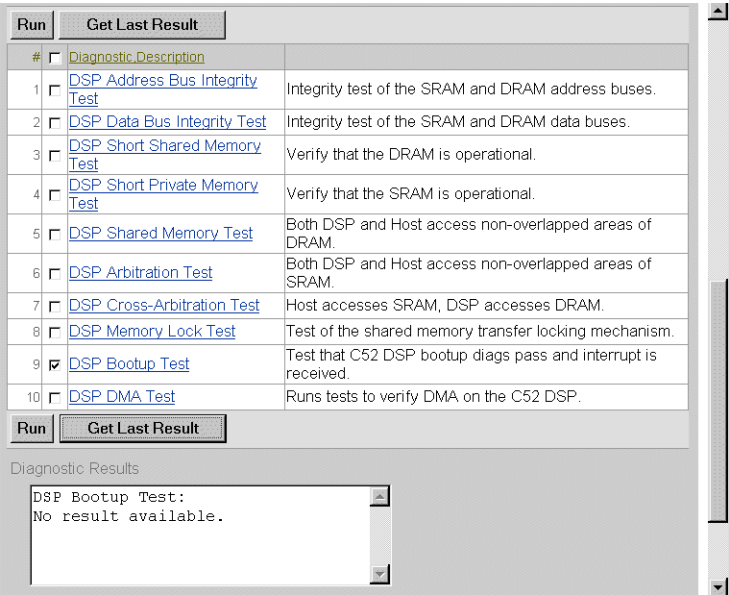 Run Get Last Result
# Diagnostic.Description
1 DSP Address Bus Integrity Test Integrity test of the SRAM and DRAM address buses.
2 DSP Data Bus Integrity Test Integrity test of the SRAM and DRAM data buses.
3 DSP Short Shared Memory Test Verify that the DRAM is operational.
4 DSP Short Private Memory Test Verify that the SRAM is operational.
5 DSP Shared Memory Test Both DSP and Host access non-overlapped areas of DRAM.
6 DSP Arbitration Test Both DSP and Host access non-overlapped areas of SRAM.
7 DSP Cross-Arbitration Test Host accesses SRAM, DSP accesses DRAM.
8 DSP Memory Lock Test Test of the shared memory transfer locking mechanism.
9 DSP Bootup Test Test that C52 DSP bootup diags pass and interrupt is received.
10 DSP DMA Test Runs tests to verify DMA on the C52 DSP.
Run Get Last Result
Diagnostic Results
DSP Bootup Test:
No result available.